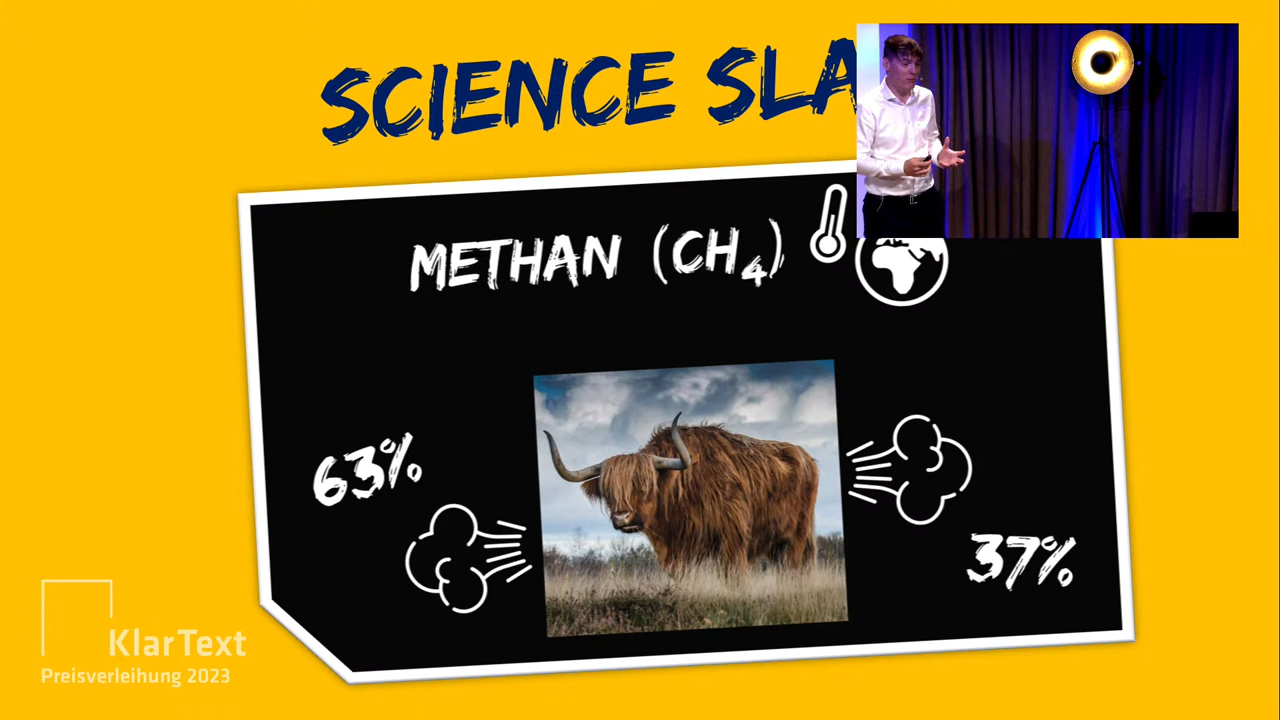 SCIENCE SLA
METHAN (CH₄)
63%
37%
KlarText
Preisverleihung 2023